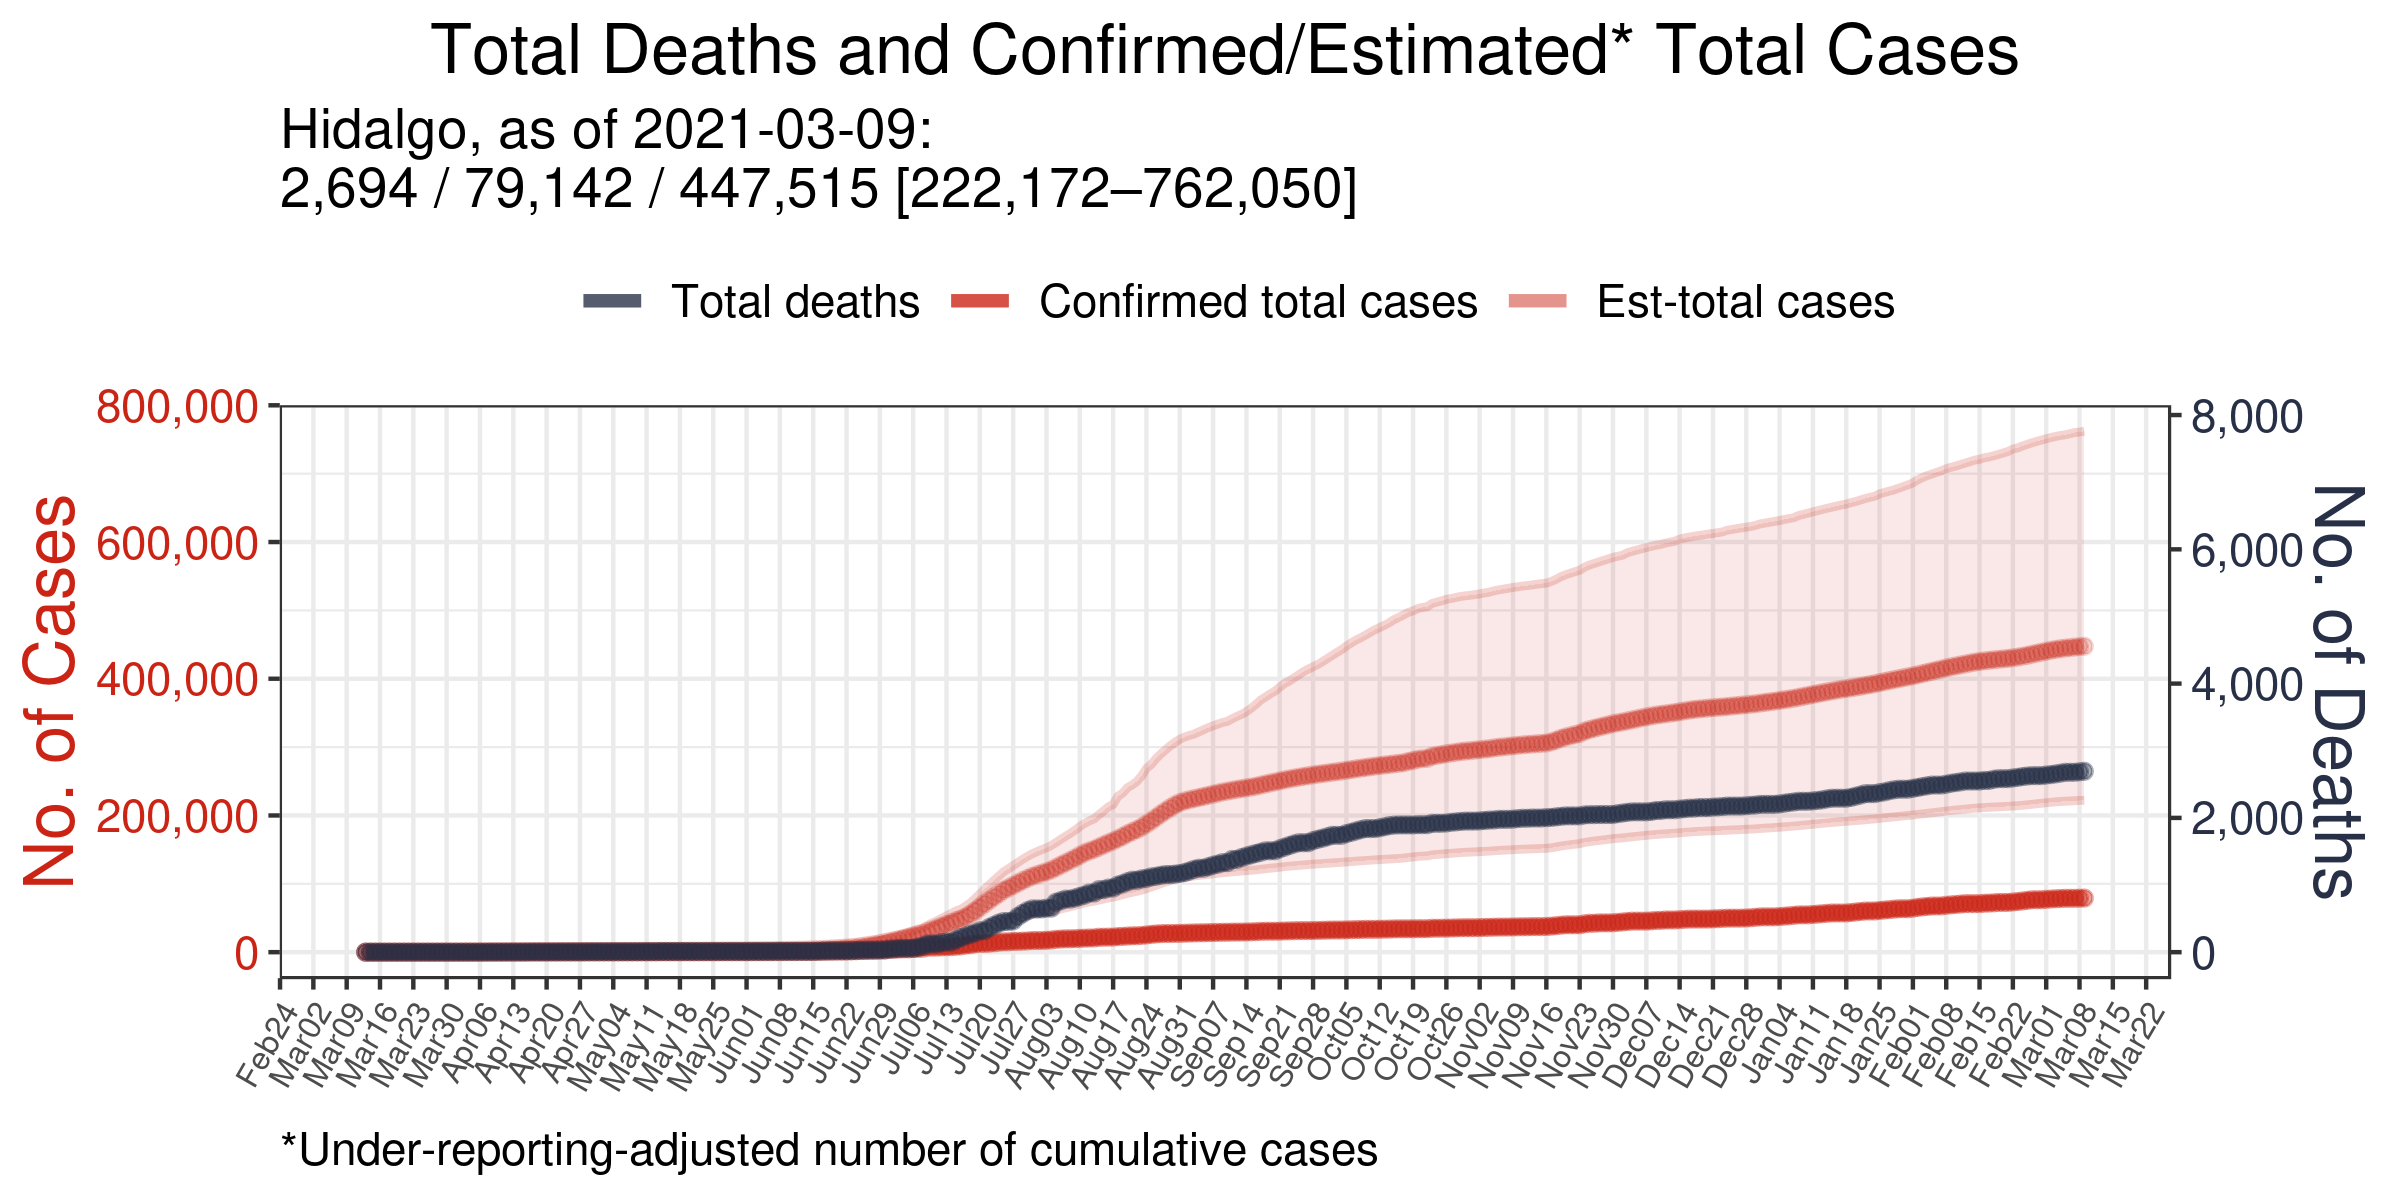 Total Deaths and Confirmed/Estimated* Total Cases
Hidalgo, as of 2021-03-09:
2,694 / 79,142 / 447,515 [222,172–762,050]
Total deaths
Confirmed total cases
Est-total cases
No. of Cases
800,000
600,000
400,000
200,000
0
8,000
6,000
4,000
2,000
0
No. of Deaths
Feb24
Mar02
Mar09
Mar16
Mar23
Mar30
Apr06
Apr13
Apr20
Apr27
May04
May11
May18
May25
Jun01
Jun08
Jun15
Jun22
Jun29
Jul06
Jul13
Jul20
Jul27
Aug03
Aug10
Aug17
Aug24
Aug31
Sep07
Sep14
Sep21
Sep28
Oct05
Oct12
Oct19
Oct26
Nov02
Nov09
Nov16
Nov23
Nov30
Dec07
Dec14
Dec21
Dec28
Jan04
Jan11
Jan18
Jan25
Feb01
Feb08
Feb15
Feb22
Mar01
Mar08
Mar15
Mar22
*Under-reporting-adjusted number of cumulative cases